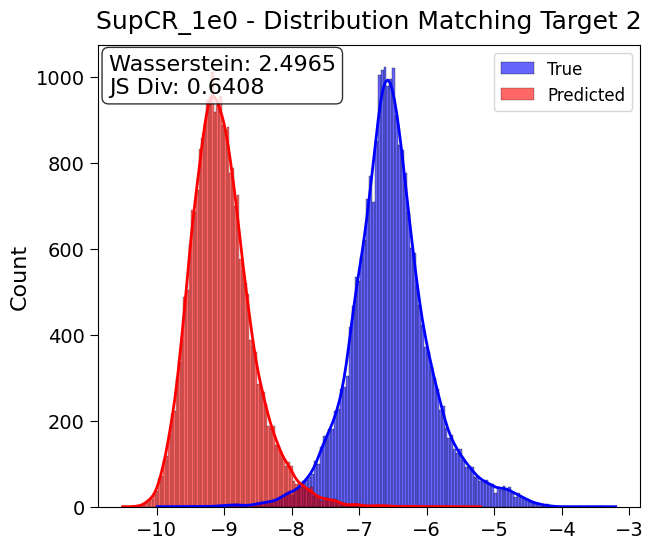 SupCR_1e0 - Distribution Matching Target 2
Wasserstein: 2.4965
JS Div: 0.6408
True
Predicted
Count
1000
800
600
400
200
0
−10 −9 −8 −7 −6 −5 −4 −3